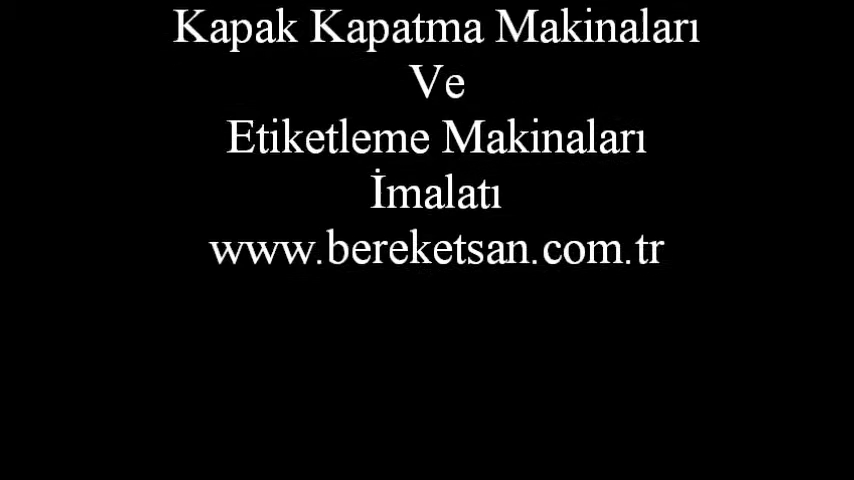 Kapak Kapatma Makinaları
Ve
Etiketleme Makinaları
İmalatı
www.bereketsan.com.tr